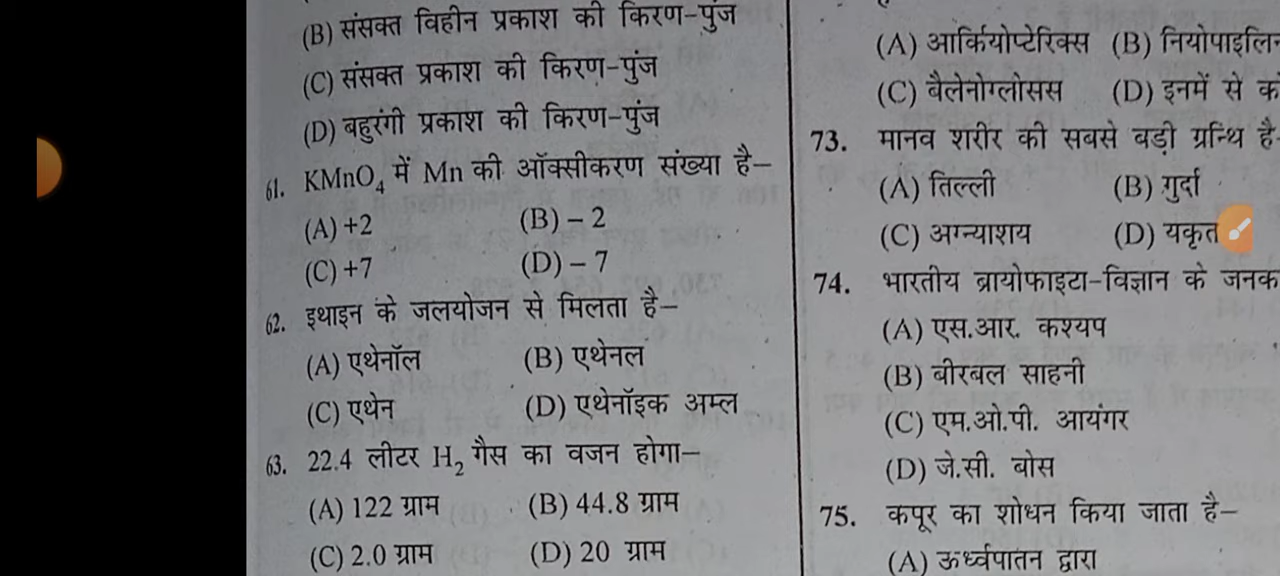 (B) संसक्त विहीन प्रकाश की किरण-पुंज
(C) संसक्त प्रकाश की किरण-पुंज
(D) बहुरंगी प्रकाश की किरण-पुंज
61. KMnO₄ में Mn की ऑक्सीकरण संख्या है–
(A) +2 (B) – 2
(C) +7 (D) – 7
62. इथाइन के जलयोजन से मिलता है–
(A) एथेनॉल (B) एथेनल
(C) एथेन (D) एथेनॉइक अम्ल
63. 22.4 लीटर H₂ गैस का वजन होगा–
(A) 122 ग्राम (B) 44.8 ग्राम
(C) 2.0 ग्राम (D) 20 ग्राम
(A) आर्कियोप्टेरिक्स (B)
(C) बैलेनोग्लोसस (D) इनमें से
73. मानव शरीर की सबसे बड़ी ग्रन्थि है-
(A) तिल्ली (B) गुर्दा
(C) अग्न्याशय (D) यकृत
74. भारतीय ब्रायोफाइटा-विज्ञान के जनक
(A) एस.आर. कश्यप
(B) बीरबल साहनी
(C) एम.ओ.पी. आयंगर
(D) जे.सी. बोस
75. कपूर का शोधन किया जाता है–
(A) ऊर्ध्वपातन द्वारा